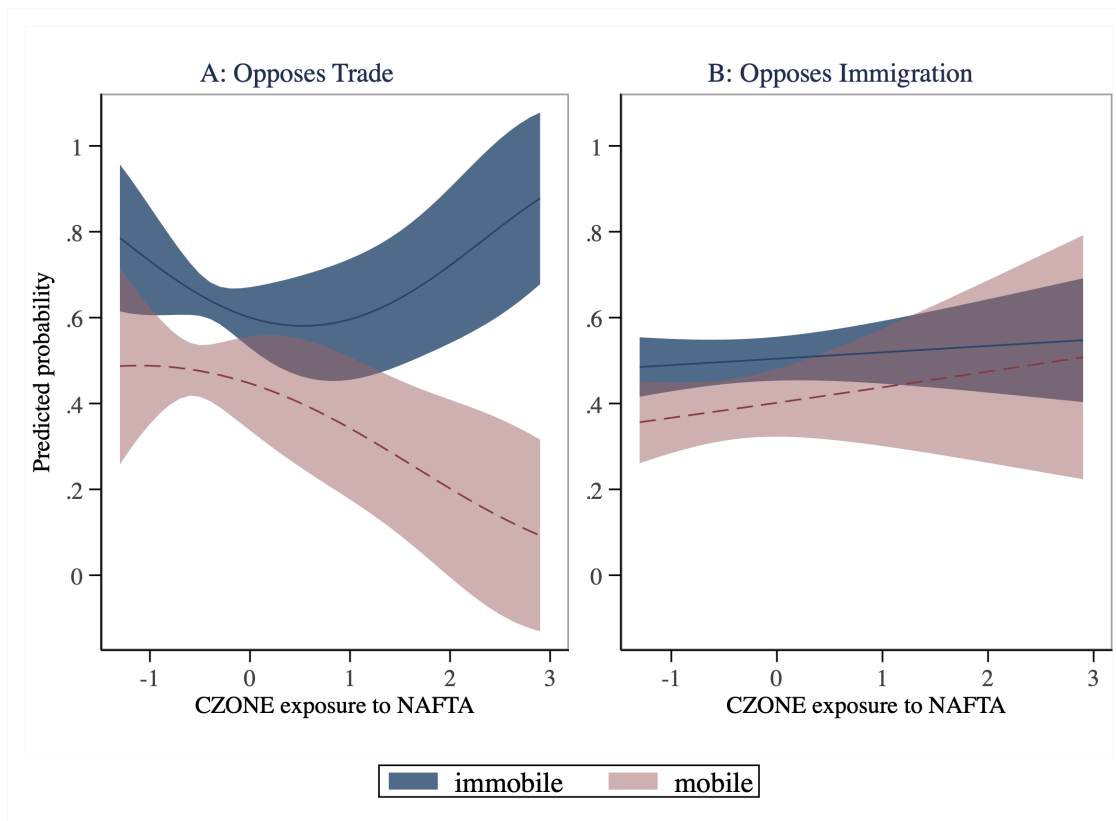 A: Opposes Trade
B: Opposes Immigration
Predicted probability
1
.8
.6
.4
.2
0
-1 0 1 2 3
CZONE exposure to NAFTA
1
.8
.6
.4
.2
0
-1 0 1 2 3
CZONE exposure to NAFTA
immobile mobile